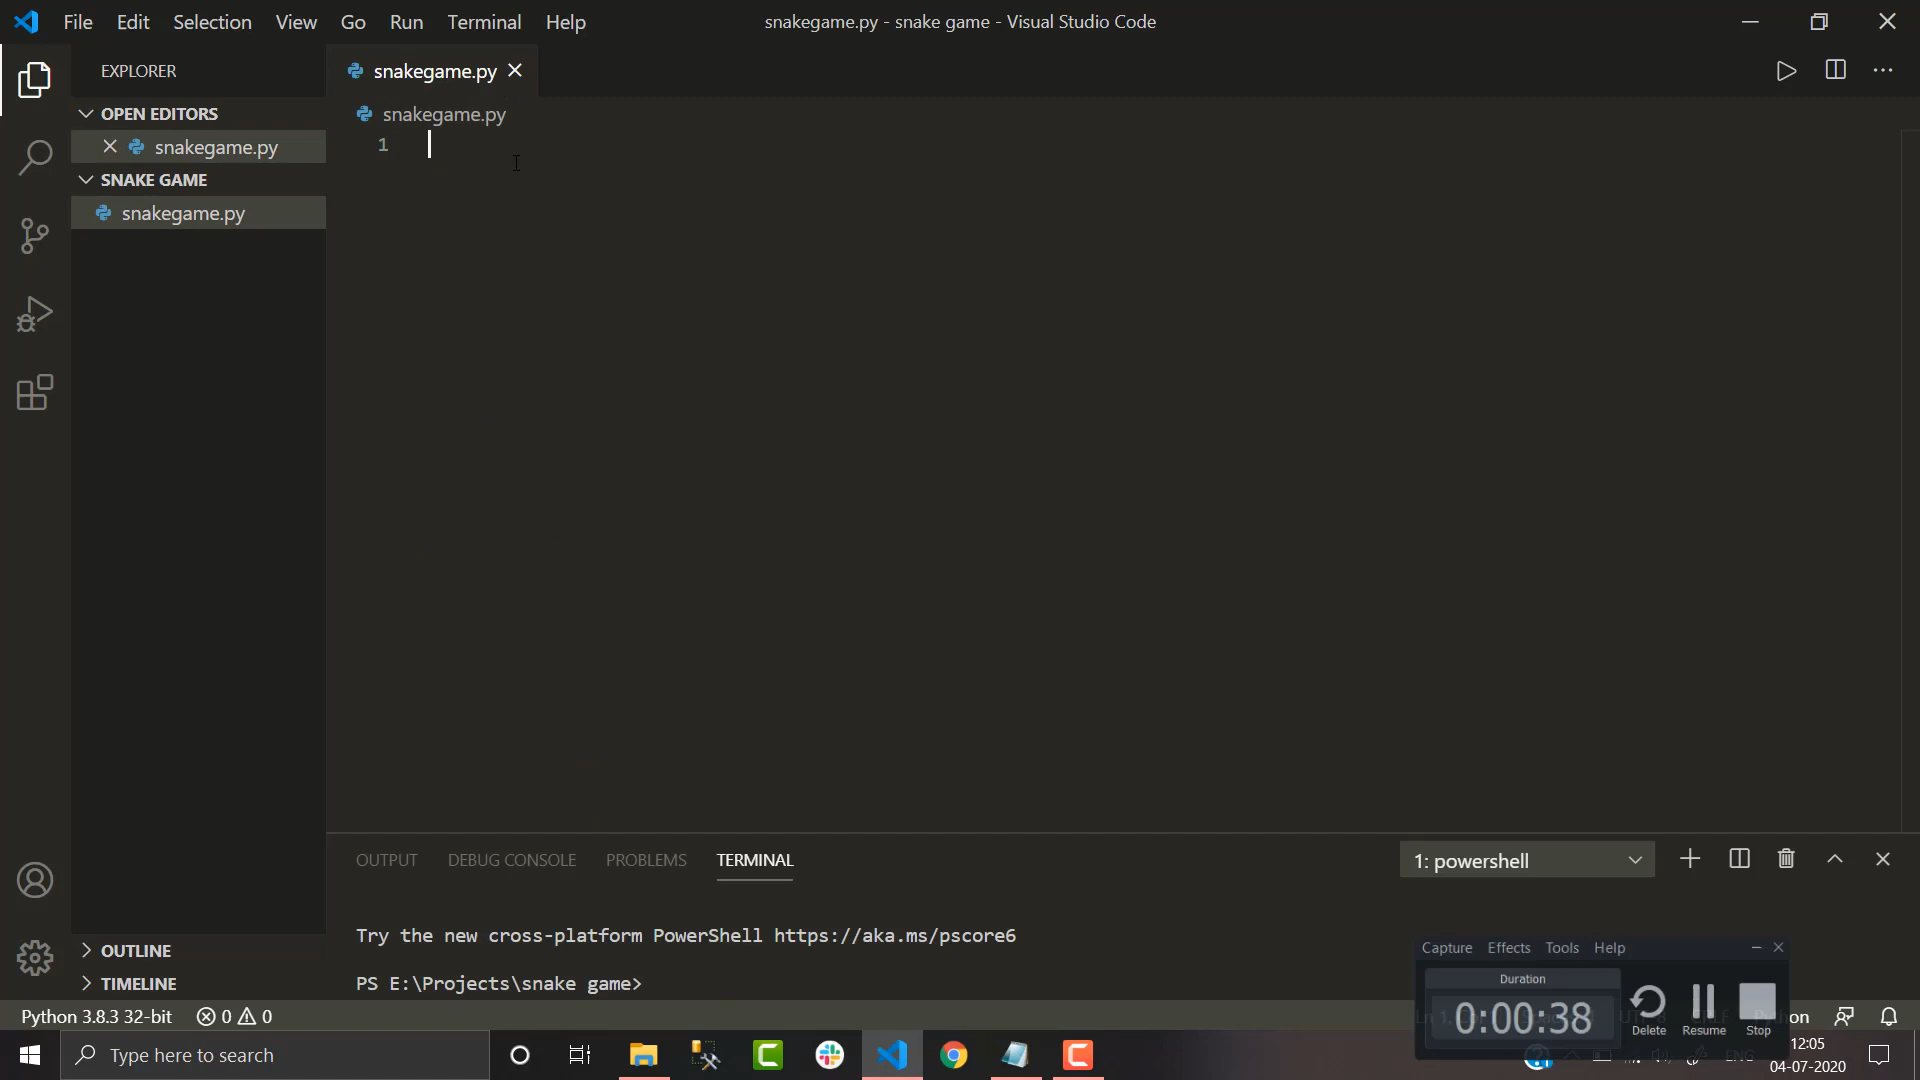 File Edit Selection View Go Run Terminal Help
snakegame.py - snake game - Visual Studio Code
EXPLORER
snakegame.py
OPEN EDITORS
snakegame.py
SNAKE GAME
snakegame.py
snakegame.py
1
OUTPUT DEBUG CONSOLE PROBLEMS TERMINAL
1: powershell
Try the new cross-platform PowerShell https://aka.ms/pscore6
PS E:\Projects\snake game>
OUTLINE
TIMELINE
Capture Effects Tools Help
Duration
0:00:38
Delete Resume Stop
Python 3.8.3 32-bit 0 0
Type here to search
ENG
12:05
04-07-2020